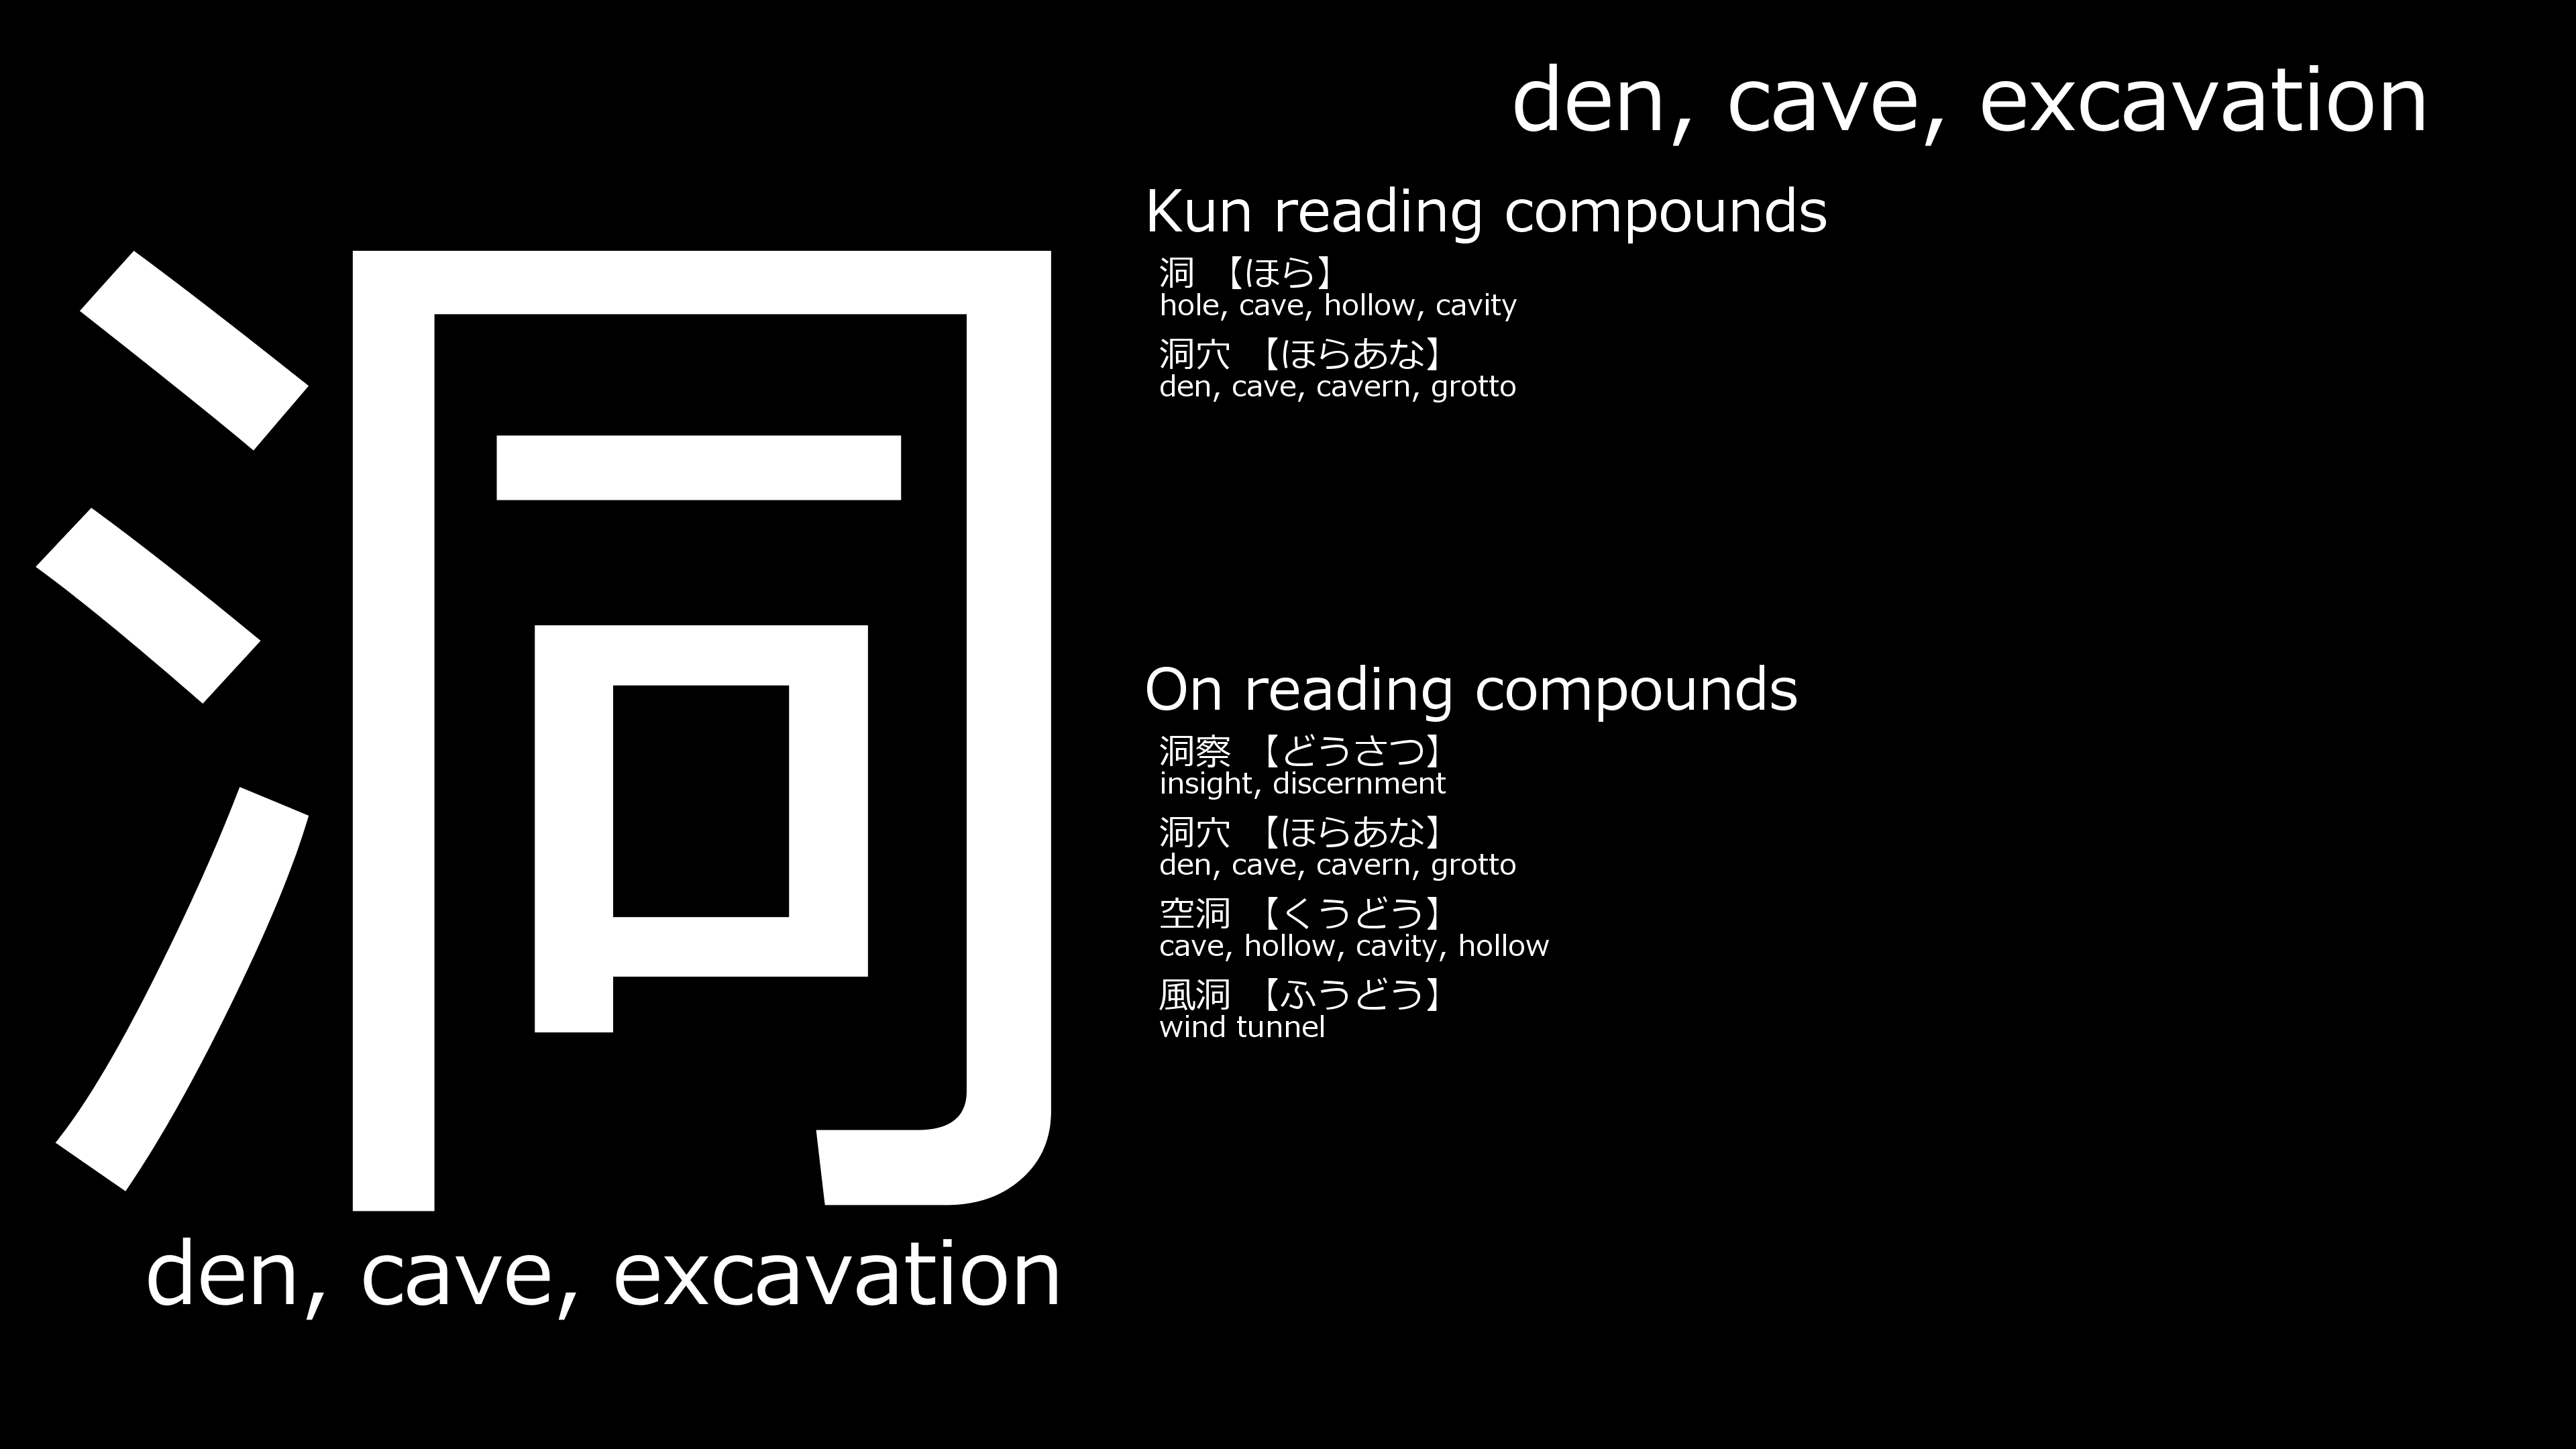 den, cave, excavation
洞
den, cave, excavation
Kun reading compounds
洞 【ほら】
hole, cave, hollow, cavity
洞穴 【ほらあな】
den, cave, cavern, grotto
On reading compounds
洞察 【どうさつ】
insight, discernment
洞穴 【ほらあな】
den, cave, cavern, grotto
空洞 【くうどう】
cave, hollow, cavity, hollow
風洞 【ふうどう】
wind tunnel